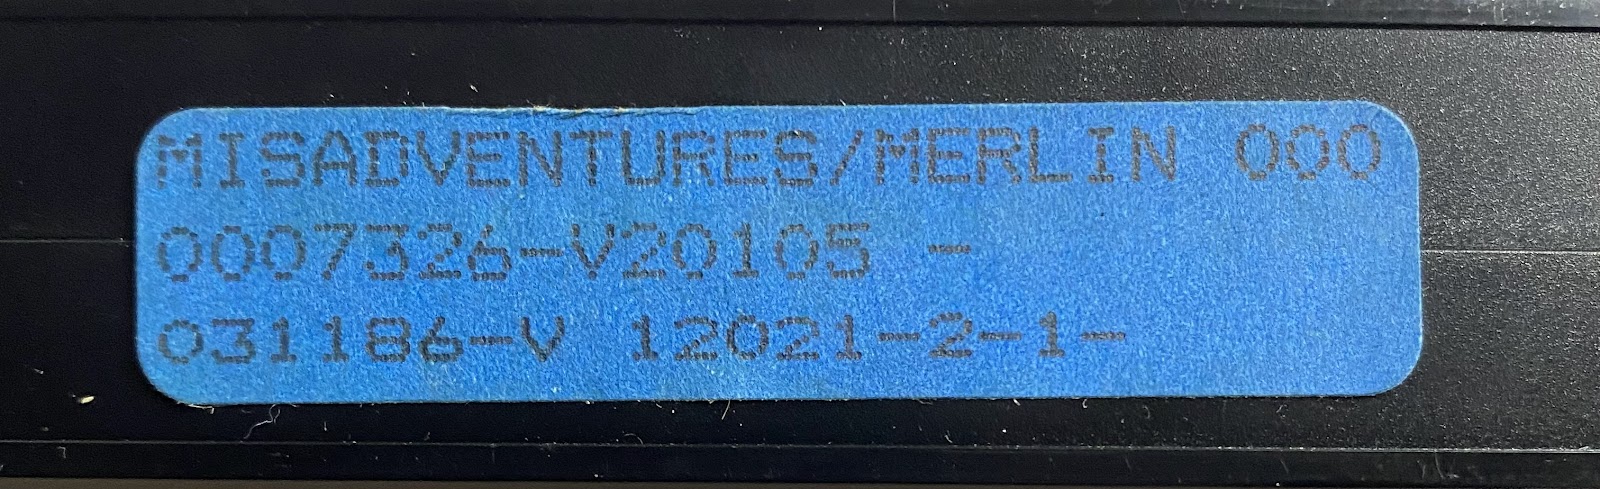 MISADVENTURES/MERLIN 000
0007326-V20105 -
031186-V 12021-2-1-